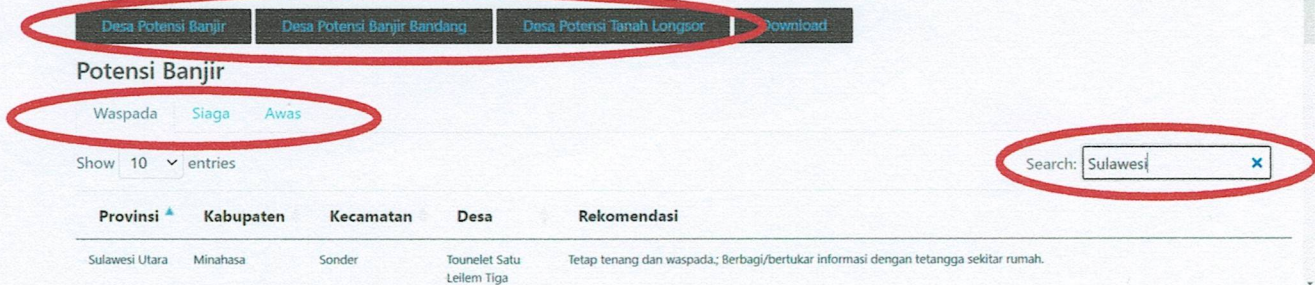 Desa Potensi Banjir Desa Potensi Banjir Bandang Desa Potensi Tanah Longsor Download
Potensi Banjir
Waspada Siaga Awas
Show 10 entries
Search: Sulawesi
Provinsi Kabupaten Kecamatan Desa Rekomendasi
Sulawesi Utara Minahasa Sonder Tounelet Satu Tetap tenang dan waspada.; Berbagi/bertukar informasi dengan tetangga sekitar rumah.
Leilem Tiga